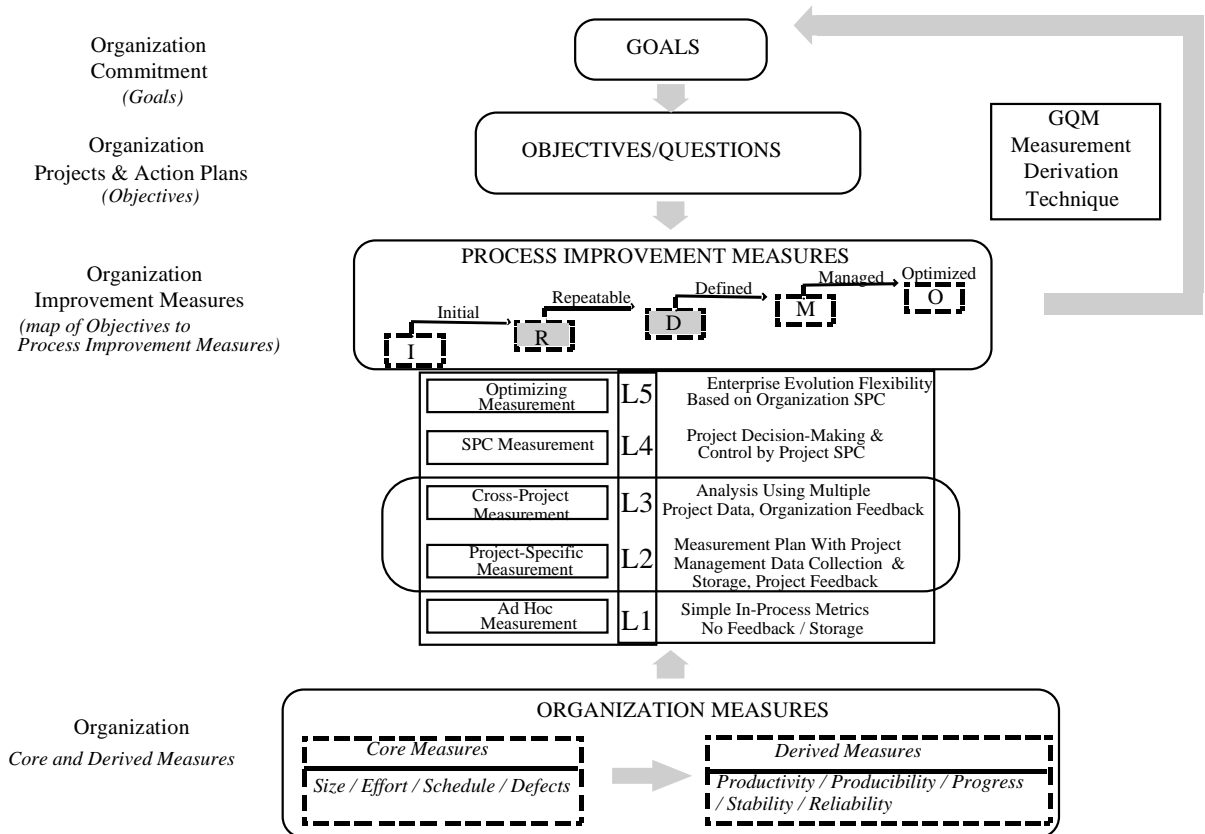 Organization
Commitment
(Goals)
GOALS
GQM
Measurement
Derivation
Technique
Organization
Projects & Action Plans
(Objectives)
OBJECTIVES/QUESTIONS
Organization
Improvement Measures
(map of Objectives to
Process Improvement Measures)
PROCESS IMPROVEMENT MEASURES
Initial
Repeatable
Defined
Managed
Optimized
I
R
D
M
O
Optimizing
Measurement
L5
Enterprise Evolution Flexibility
Based on Organization SPC
SPC Measurement
L4
Project Decision-Making &
Control by Project SPC
Cross-Project
Measurement
L3
Analysis Using Multiple
Project Data, Organization Feedback
Project-Specific
Measurement
L2
Measurement Plan With Project
Management Data Collection &
Storage, Project Feedback
Ad Hoc
Measurement
L1
Simple In-Process Metrics
No Feedback / Storage
Organization
Core and Derived Measures
ORGANIZATION MEASURES
Core Measures
Size / Effort / Schedule / Defects
Derived Measures
Productivity / Producibility / Progress
/ Stability / Reliability